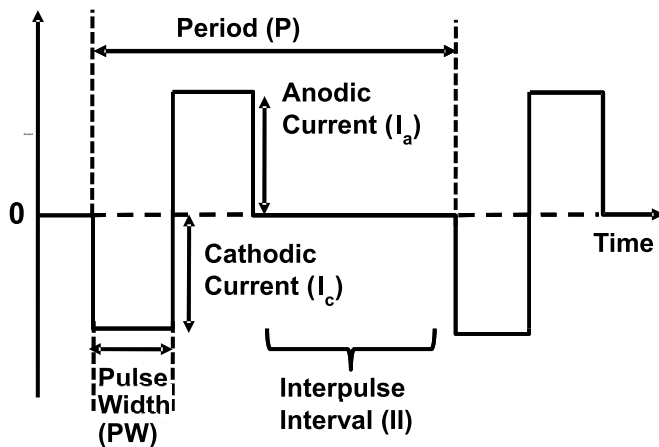 Period (P)
Anodic
Current (Ia)
0
Time
Cathodic
Current (Ic)
Pulse
Width
(PW)
Interpulse
Interval (II)